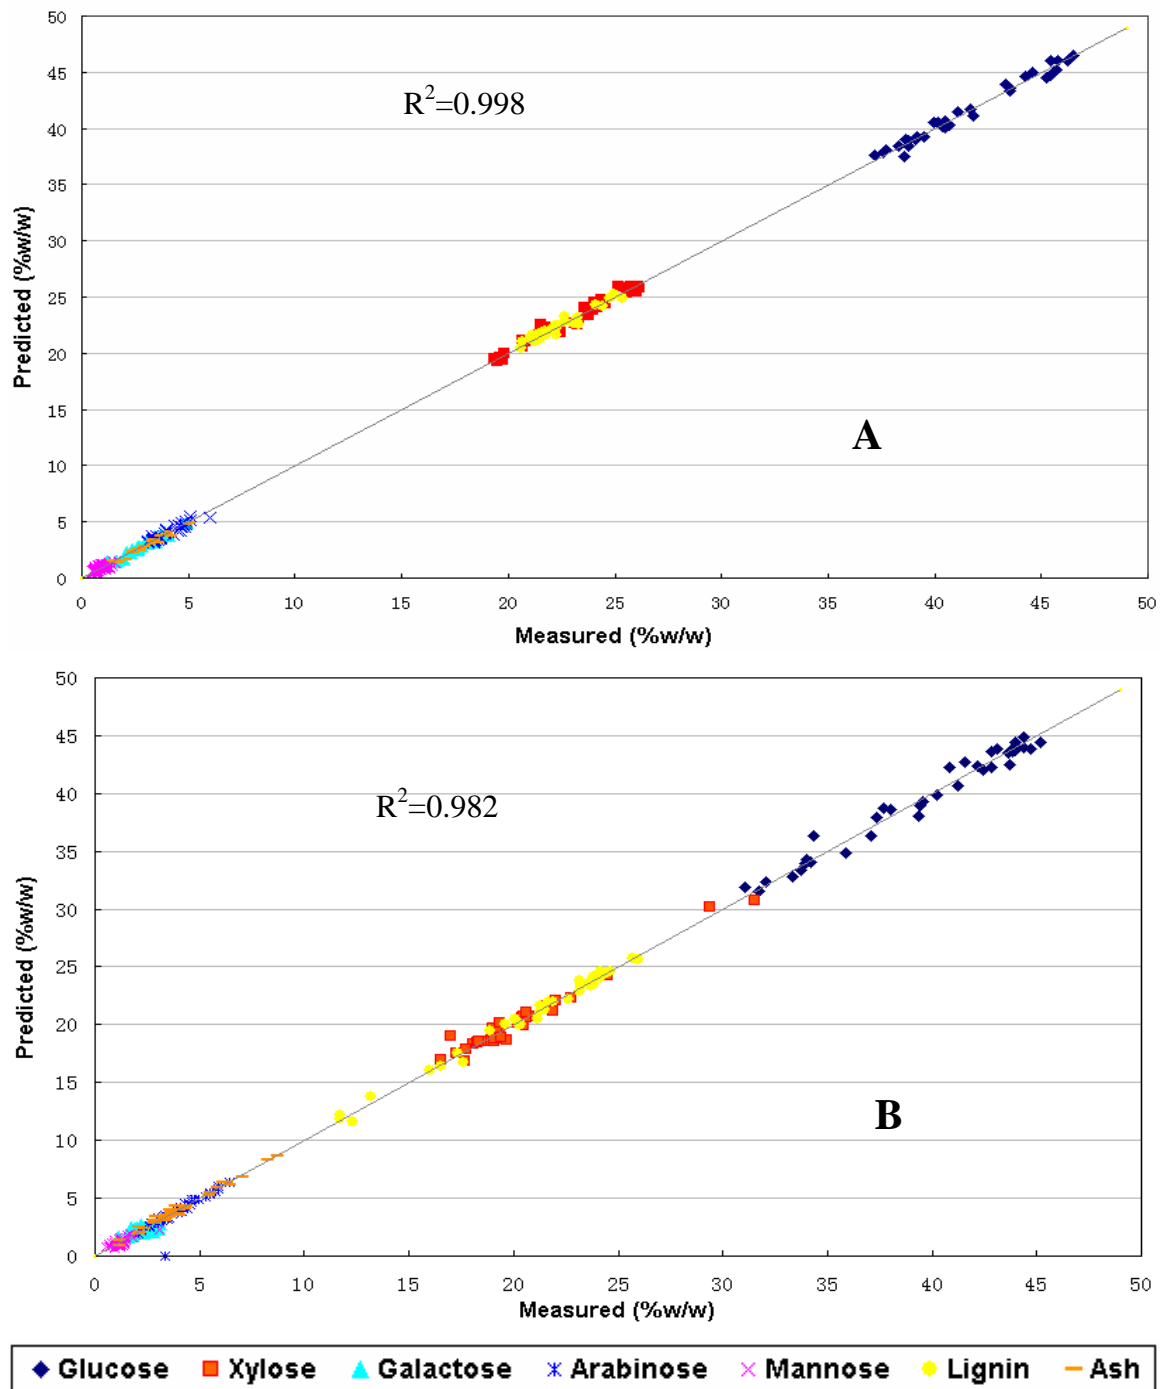 50
45
40
35
30
25
20
15
10
5
0
Predicted (%w/w)
R²=0.998
A
0 5 10 15 20 25 30 35 40 45 50
Measured (%w/w)
50
45
40
35
30
25
20
15
10
5
0
Predicted (%w/w)
R²=0.982
B
0 5 10 15 20 25 30 35 40 45 50
Measured (%w/w)
Glucose Xylose Galactose Arabinose Mannose Lignin Ash